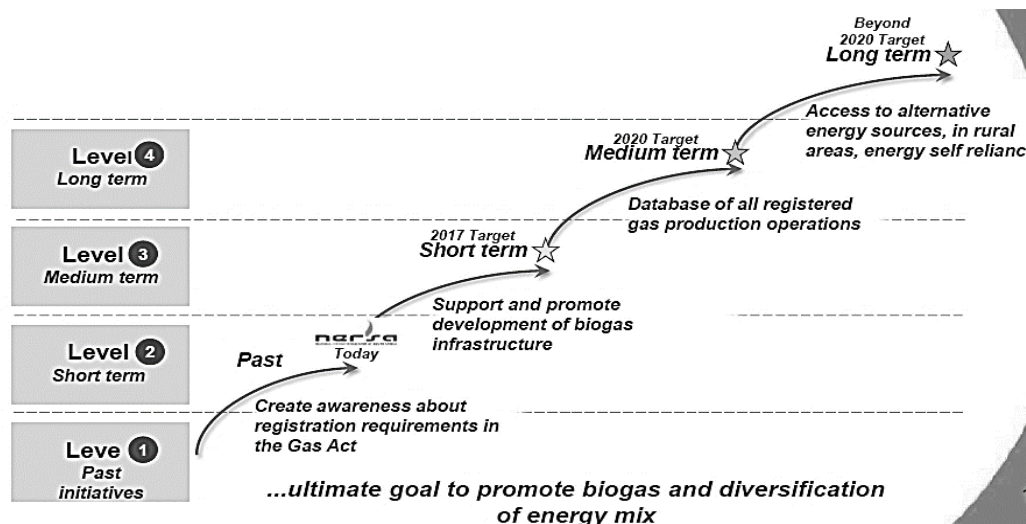 Beyond
2020 Target
Long term
Access to alternative
energy sources, in rural
areas, energy self relianc
Level 4
Long term
2020 Target
Medium term
Database of all registered
gas production operations
Level 3
Medium term
2017 Target
Short term
Support and promote
development of biogas
infrastructure
Level 2
Short term
Past
nersa
Today
Create awareness about
registration requirements in
the Gas Act
Leve 1
Past
initiatives
...ultimate goal to promote biogas and diversification
of energy mix